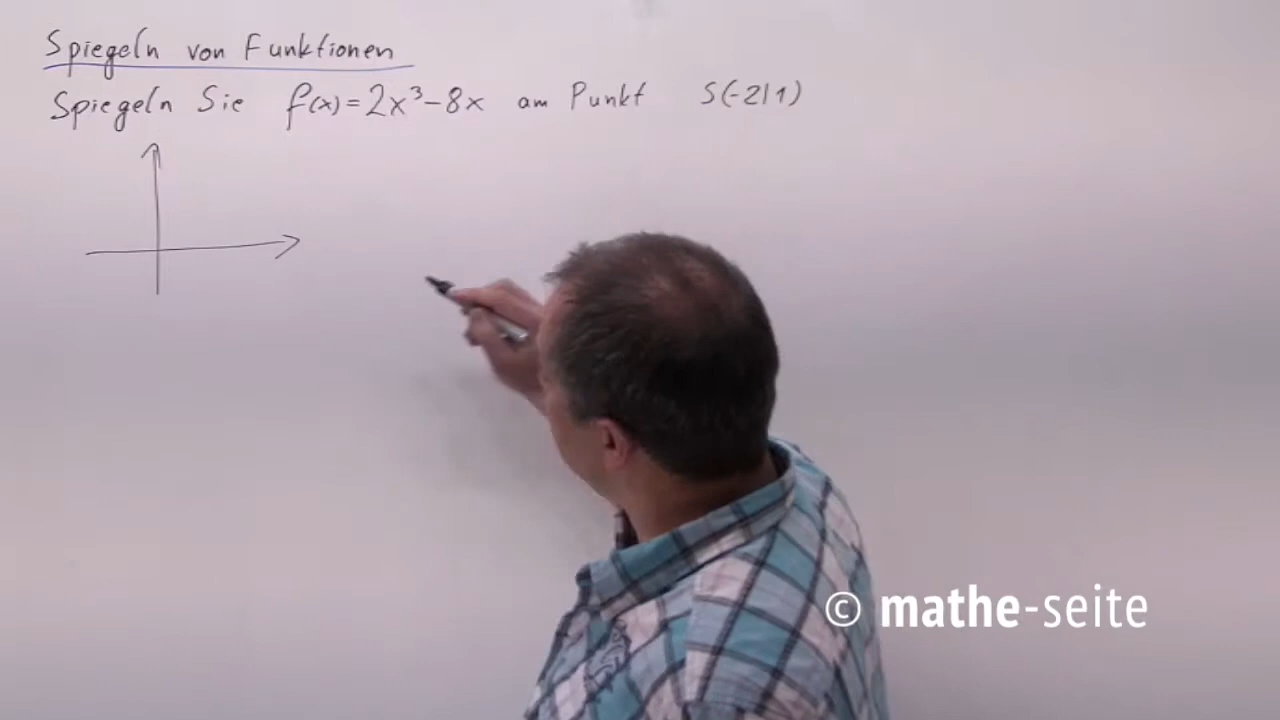 Spiegeln von Funktionen
Spiegeln Sie f(x)=2x³-8x am Punkt S(-2|1)
© mathe-seite